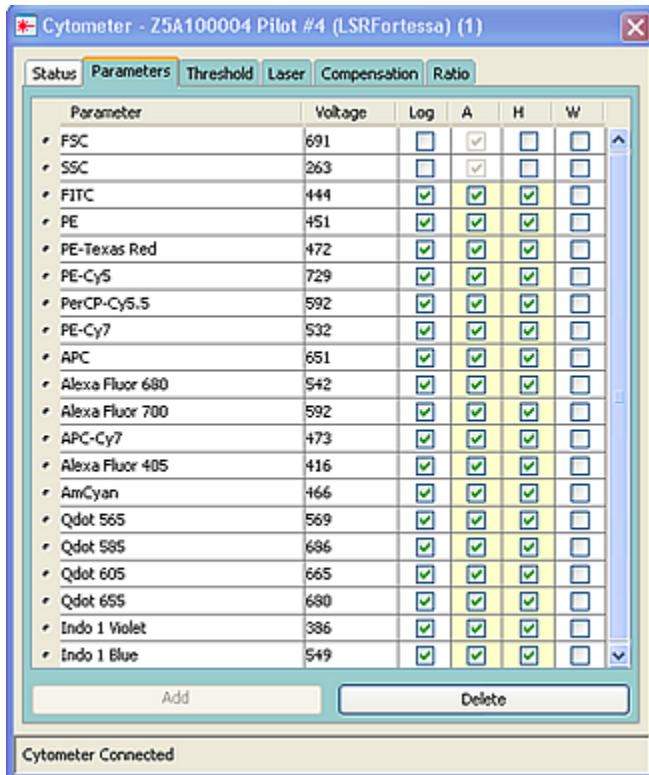 Cytometer - Z5A100004 Pilot #4 (LSRFortessa) (1)
Status Parameters Threshold Laser Compensation Ratio
Parameter Voltage Log A H W
FSC 691
SSC 263
FITC 444
PE 451
PE-Texas Red 472
PE-Cy5 729
PerCP-Cy5.5 592
PE-Cy7 532
APC 651
Alexa Fluor 680 542
Alexa Fluor 700 592
APC-Cy7 473
Alexa Fluor 405 416
AmCyan 466
Qdot 565 569
Qdot 585 686
Qdot 605 665
Qdot 655 680
Indo 1 Violet 386
Indo 1 Blue 549
Add Delete
Cytometer Connected